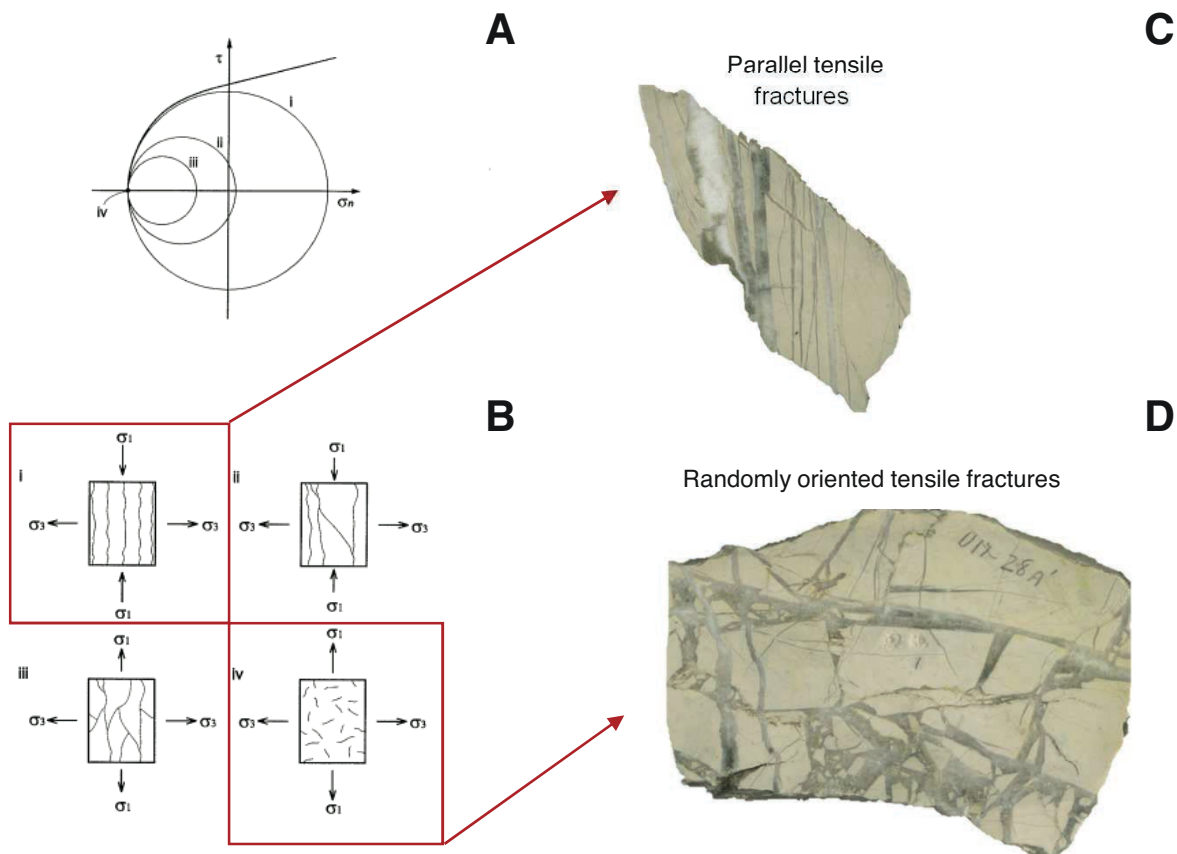 A
τ
i
ii
iii
iv
σn
C
Parallel tensile
fractures
B
i
σ1
σ3
σ3
σ1
ii
σ1
σ3
σ3
σ1
iii
σ1
σ3
σ3
σ1
iv
σ1
σ3
σ3
σ1
D
Randomly oriented tensile fractures
UM-28A'